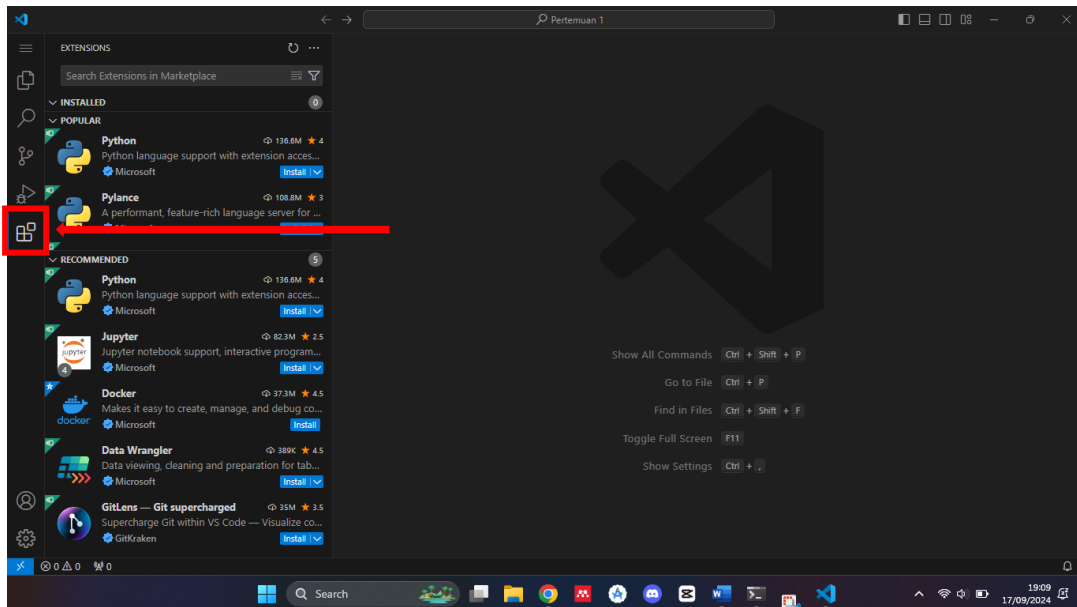 Pertemuan 1
EXTENSIONS
Search Extensions in Marketplace
INSTALLED 0
POPULAR
Python 136.6M 4
Python language support with extension acces...
Microsoft Install
Pylance 108.8M 3
A performant, feature-rich language server for ...
RECOMMENDED 5
Python 136.6M 4
Python language support with extension acces...
Microsoft Install
Jupyter 82.3M 2.5
jupyter
Jupyter notebook support, interactive program...
4
Microsoft Install
Docker 37.3M 4.5
Makes it easy to create, manage, and debug co...
docker
Microsoft Install
Data Wrangler 389K 4.5
Data viewing, cleaning and preparation for tab...
Microsoft Install
GitLens — Git supercharged 35M 3.5
Supercharge Git within VS Code — Visualize co...
GitKraken Install
Show All Commands Ctrl + Shift + P
Go to File Ctrl + P
Find in Files Ctrl + Shift + F
Toggle Full Screen F11
Show Settings Ctrl + ,
0 0 0
Search
19:09
17/09/2024